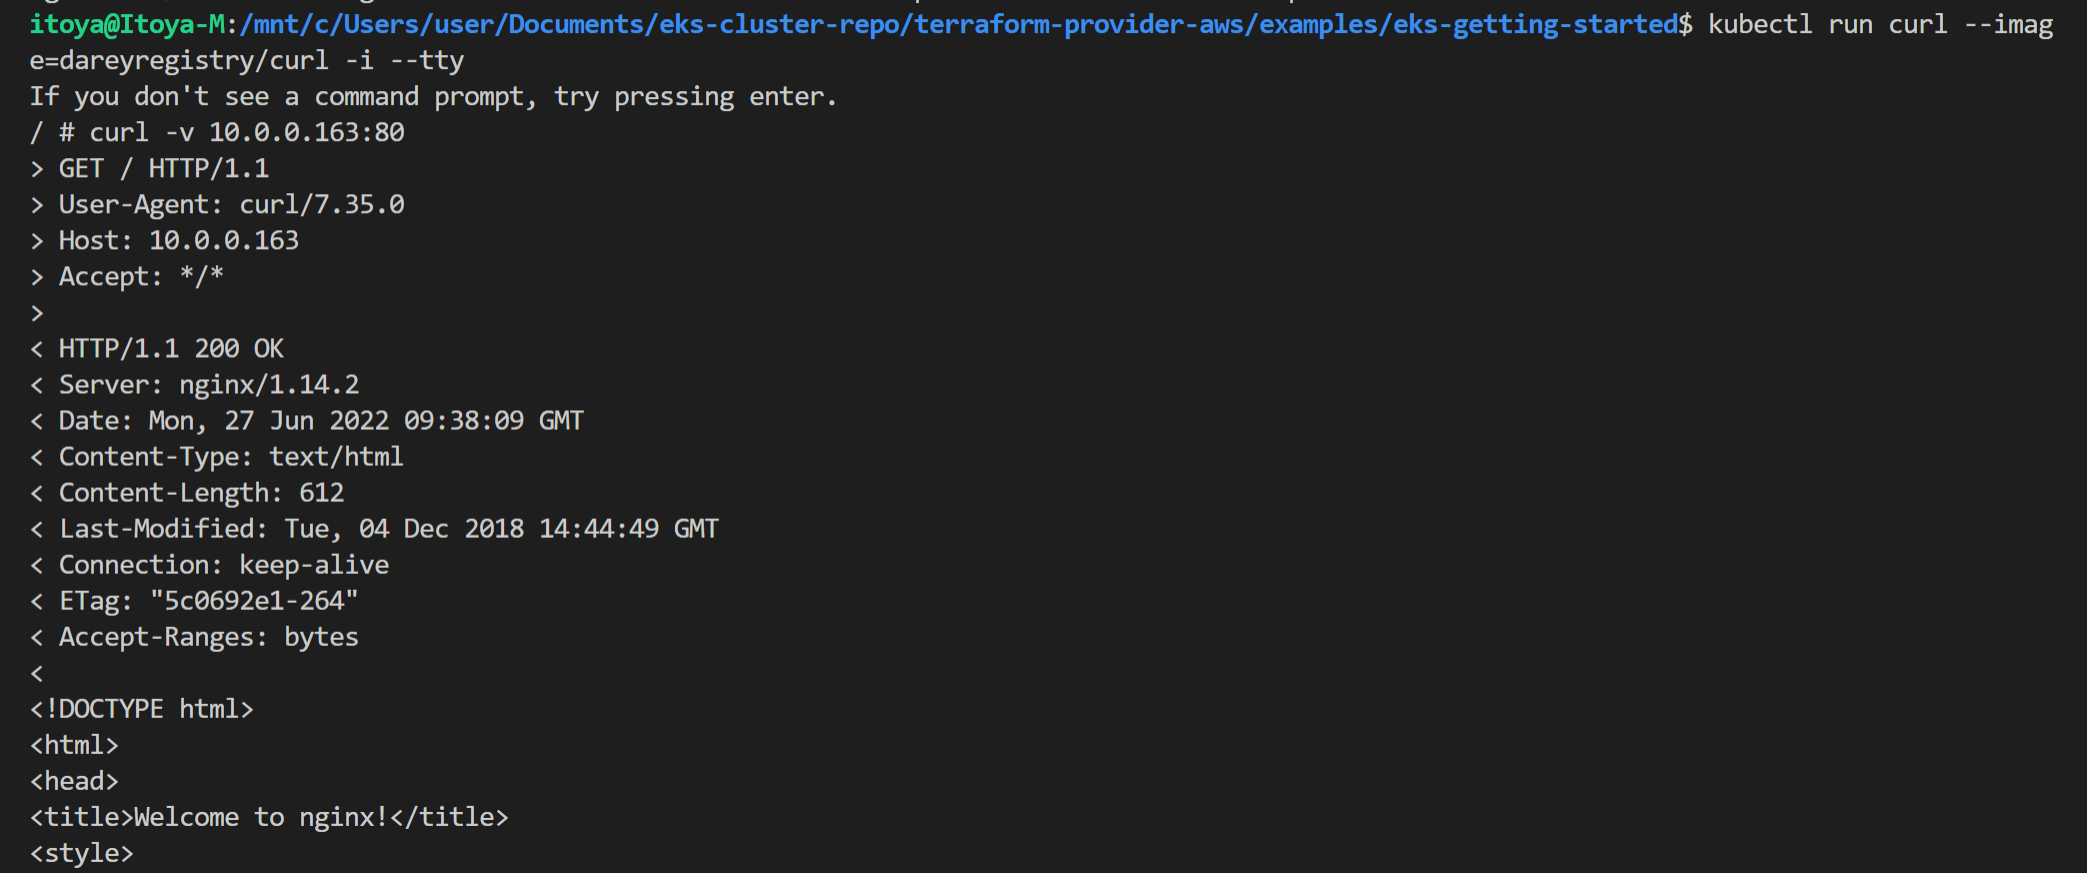 itoya@Itoya-M:/mnt/c/Users/user/Documents/eks-cluster-repo/terraform-provider-aws/examples/eks-getting-started$ kubectl run curl --imag
e=dareyregistry/curl -i --tty
If you don't see a command prompt, try pressing enter.
/ # curl -v 10.0.0.163:80
> GET / HTTP/1.1
> User-Agent: curl/7.35.0
> Host: 10.0.0.163
> Accept: */*
>
< HTTP/1.1 200 OK
< Server: nginx/1.14.2
< Date: Mon, 27 Jun 2022 09:38:09 GMT
< Content-Type: text/html
< Content-Length: 612
< Last-Modified: Tue, 04 Dec 2018 14:44:49 GMT
< Connection: keep-alive
< ETag: "5c0692e1-264"
< Accept-Ranges: bytes
<
<!DOCTYPE html>
<html>
<head>
<title>Welcome to nginx!</title>
<style>